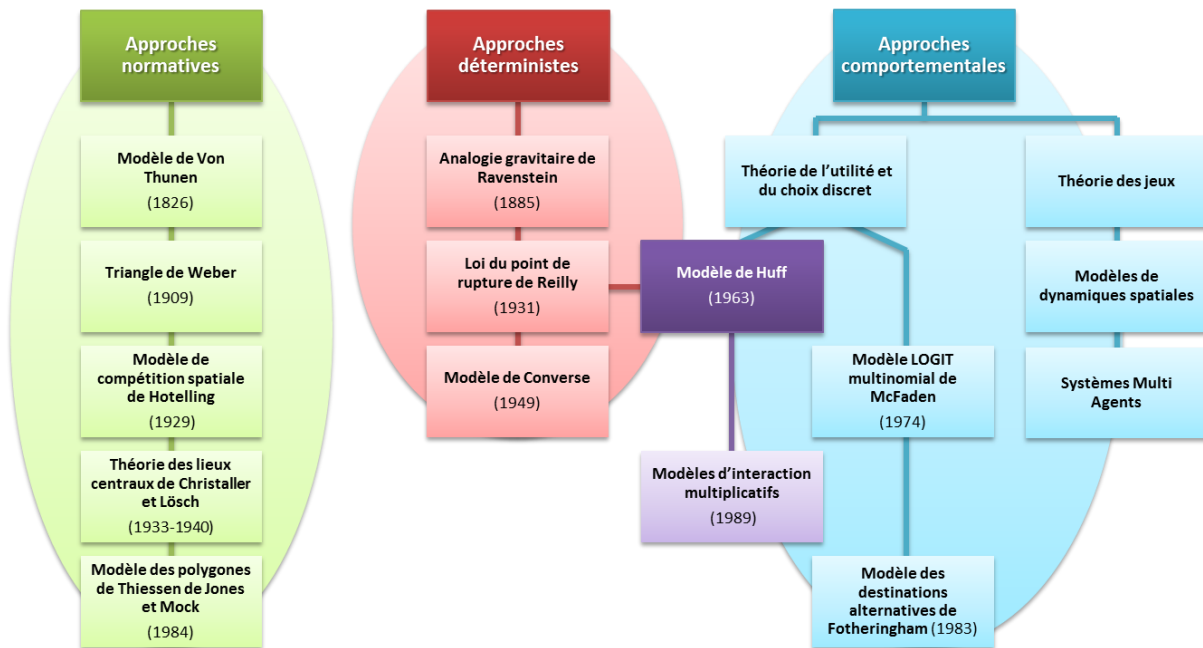 Approches
normatives
Modèle de Von
Thunen
(1826)
Triangle de Weber
(1909)
Modèle de
compétition spatiale
de Hotelling
(1929)
Théorie des lieux
centraux de Christaller
et Lösch
(1933-1940)
Modèle des polygones
de Thiessen de Jones
et Mock
(1984)
Approches
déterministes
Analogie gravitaire de
Ravenstein
(1885)
Loi du point de
rupture de Reilly
(1931)
Modèle de Converse
(1949)
Approches
comportementales
Théorie de l’utilité et
du choix discret
Modèle de Huff
(1963)
Modèles d’interaction
multiplicatifs
(1989)
Modèle LOGIT
multinomial de
McFaden
(1974)
Modèle des
destinations
alternatives de
Fotheringham (1983)
Théorie des jeux
Modèles de
dynamiques spatiales
Systèmes Multi
Agents